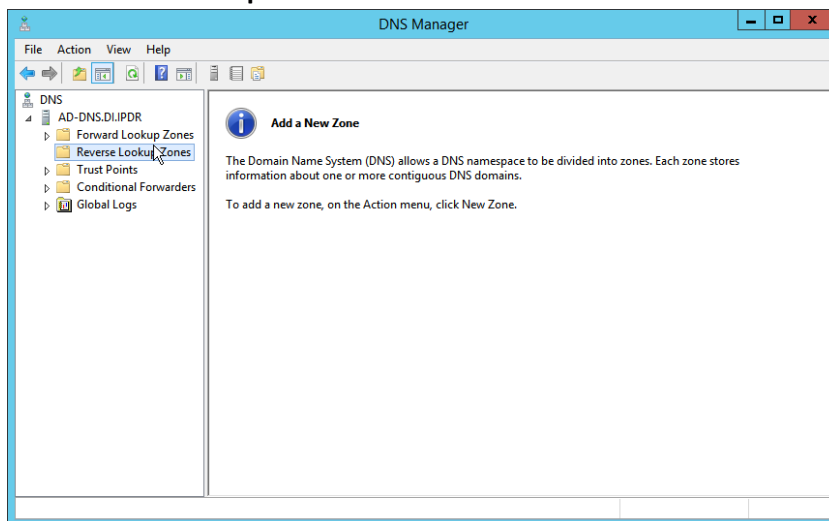 DNS Manager
File Action View Help
DNS
AD-DNS.DI.IPDR
Forward Lookup Zones
Reverse Lookup Zones
Trust Points
Conditional Forwarders
Global Logs
Add a New Zone
The Domain Name System (DNS) allows a DNS namespace to be divided into zones. Each zone stores
information about one or more contiguous DNS domains.
To add a new zone, on the Action menu, click New Zone.